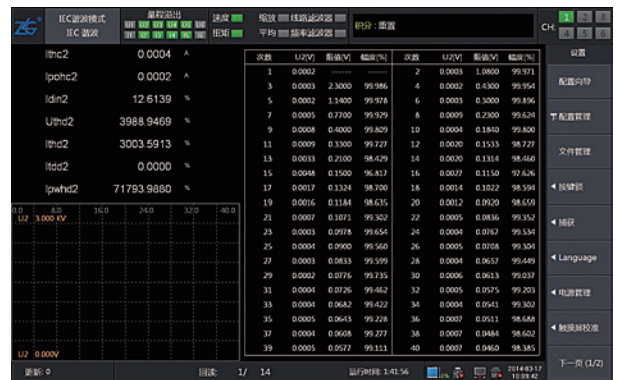 ZLG
IEC谐波模式
IEC 谐波
量程溢出
U1 U2 U3 U4 U5 U6
I1 I2 I3 I4 I5 I6
速度
扭矩
缩放
线路滤波器
平均
频率滤波器
积分 : 重置
CH: 1 2 3
4 5 6
Ithc2 0.0004 A
Ipohc2 0.0002 A
Idin2 12.6139 %
Uthd2 3988.9469 %
Ithd2 3003.5913 %
Itdd2 0.0000 %
Ipwhd2 71793.9880 %
0.0 8.0 16.0 24.0 32.0 40.0
U2 3.000 KV
U2 0.000V
次数 U2[V] 限值[V] 幅度[%] 次数 U2[V] 限值[V] 幅度[%]
1 0.0002 ------ ------ 2 0.0003 1.0800 99.971
3 0.0003 2.3000 99.986 4 0.0002 0.4300 99.954
5 0.0002 1.1400 99.978 6 0.0003 0.3000 99.896
7 0.0005 0.7700 99.929 8 0.0009 0.2300 99.624
9 0.0008 0.4000 99.809 10 0.0004 0.1840 99.800
11 0.0009 0.3300 99.727 12 0.0020 0.1533 98.727
13 0.0033 0.2100 98.429 14 0.0020 0.1314 98.460
15 0.0048 0.1500 96.817 16 0.0027 0.1150 97.626
17 0.0017 0.1324 98.700 18 0.0014 0.1022 98.594
19 0.0016 0.1184 98.635 20 0.0012 0.0920 98.659
21 0.0007 0.1071 99.302 22 0.0005 0.0836 99.352
23 0.0003 0.0978 99.654 24 0.0004 0.0767 99.534
25 0.0004 0.0900 99.560 26 0.0005 0.0708 99.304
27 0.0003 0.0833 99.599 28 0.0004 0.0657 99.449
29 0.0002 0.0776 99.735 30 0.0006 0.0613 99.037
31 0.0004 0.0726 99.462 32 0.0005 0.0575 99.203
33 0.0004 0.0682 99.422 34 0.0004 0.0541 99.302
35 0.0005 0.0643 99.228 36 0.0007 0.0511 98.688
37 0.0004 0.0608 99.277 38 0.0007 0.0484 98.602
39 0.0005 0.0577 99.111 40 0.0007 0.0460 98.385
设置
配置向导
配置管理
文件管理
按键锁
捕获
Language
电源管理
触摸屏校准
下一页 (1/2)
更新: 0
回读: 1/ 14
运行时间: 1:41:56
2014-03-17
10:09:42